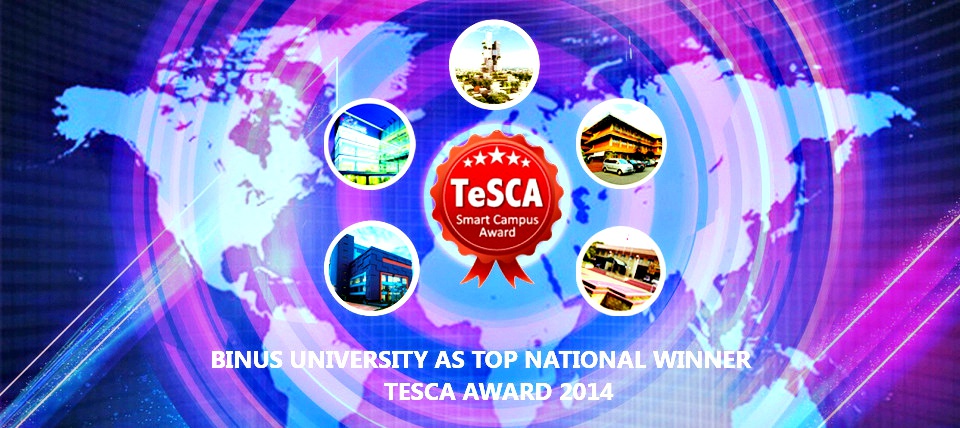 TeSCA
Smart Campus
Award
BINUS UNIVERSITY AS TOP NATIONAL WINNER
TESCA AWARD 2014